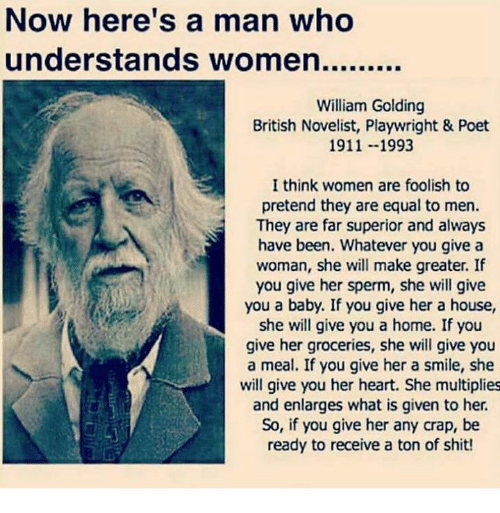 Now here's a man who
understands women.........
William Golding
British Novelist, Playwright & Poet
1911 --1993
I think women are foolish to
pretend they are equal to men.
They are far superior and always
have been. Whatever you give a
woman, she will make greater. If
you give her sperm, she will give
you a baby. If you give her a house,
she will give you a home. If you
give her groceries, she will give you
a meal. If you give her a smile, she
will give you her heart. She multiplies
and enlarges what is given to her.
So, if you give her any crap, be
ready to receive a ton of shit!